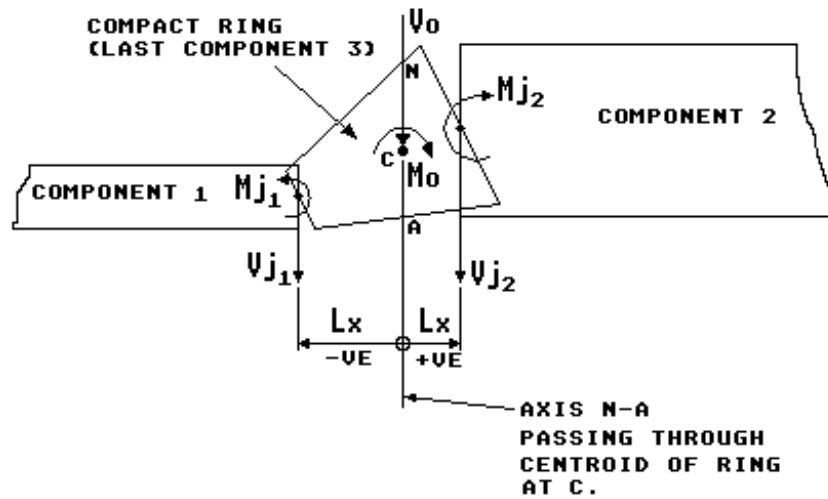 COMPACT RING
(LAST COMPONENT 3)
Vo
N
Mj2
COMPONENT 2
C
Mo
COMPONENT 1
Mj1
A
Vj1
Vj2
Lx
Lx
-VE
+VE
AXIS N-A
PASSING THROUGH
CENTROID OF RING
AT C.